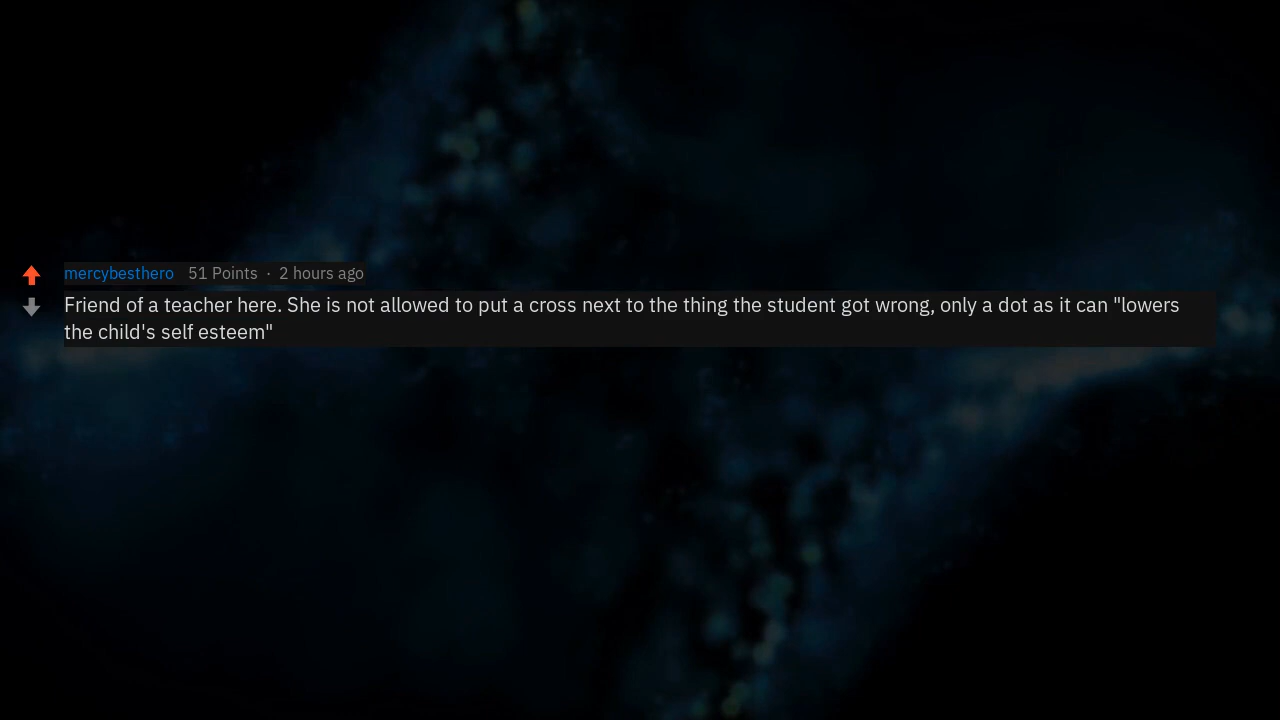 mercybesthero 51 Points · 2 hours ago
Friend of a teacher here. She is not allowed to put a cross next to the thing the student got wrong, only a dot as it can "lowers
the child's self esteem"